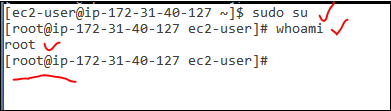 [ec2-user@ip-172-31-40-127 ~]$ sudo su
[root@ip-172-31-40-127 ec2-user]# whoami
root
[root@ip-172-31-40-127 ec2-user]#